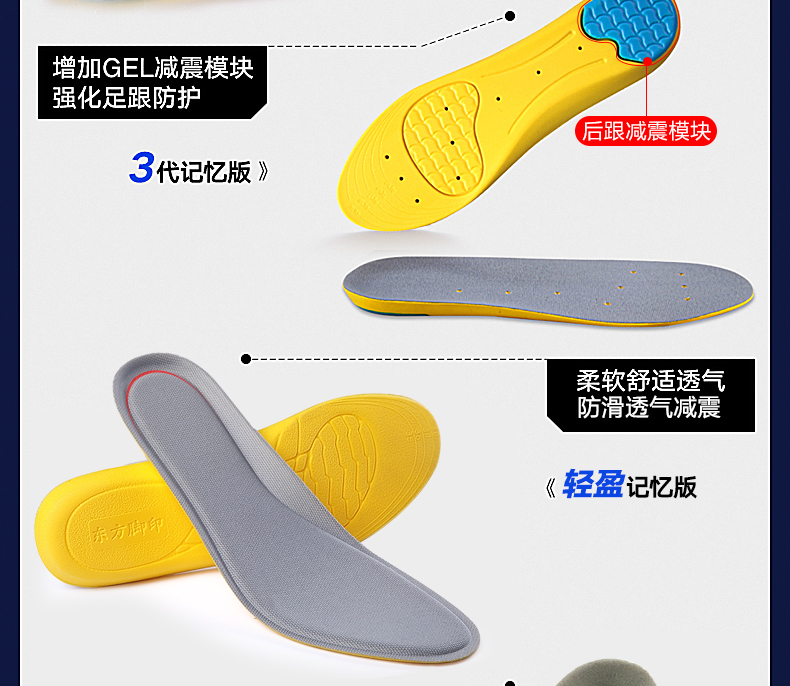 增加GEL减震模块
强化足跟防护
后跟减震模块
3代记忆版 》
柔软舒适透气
防滑透气减震
《 轻盈记忆版
东方脚印